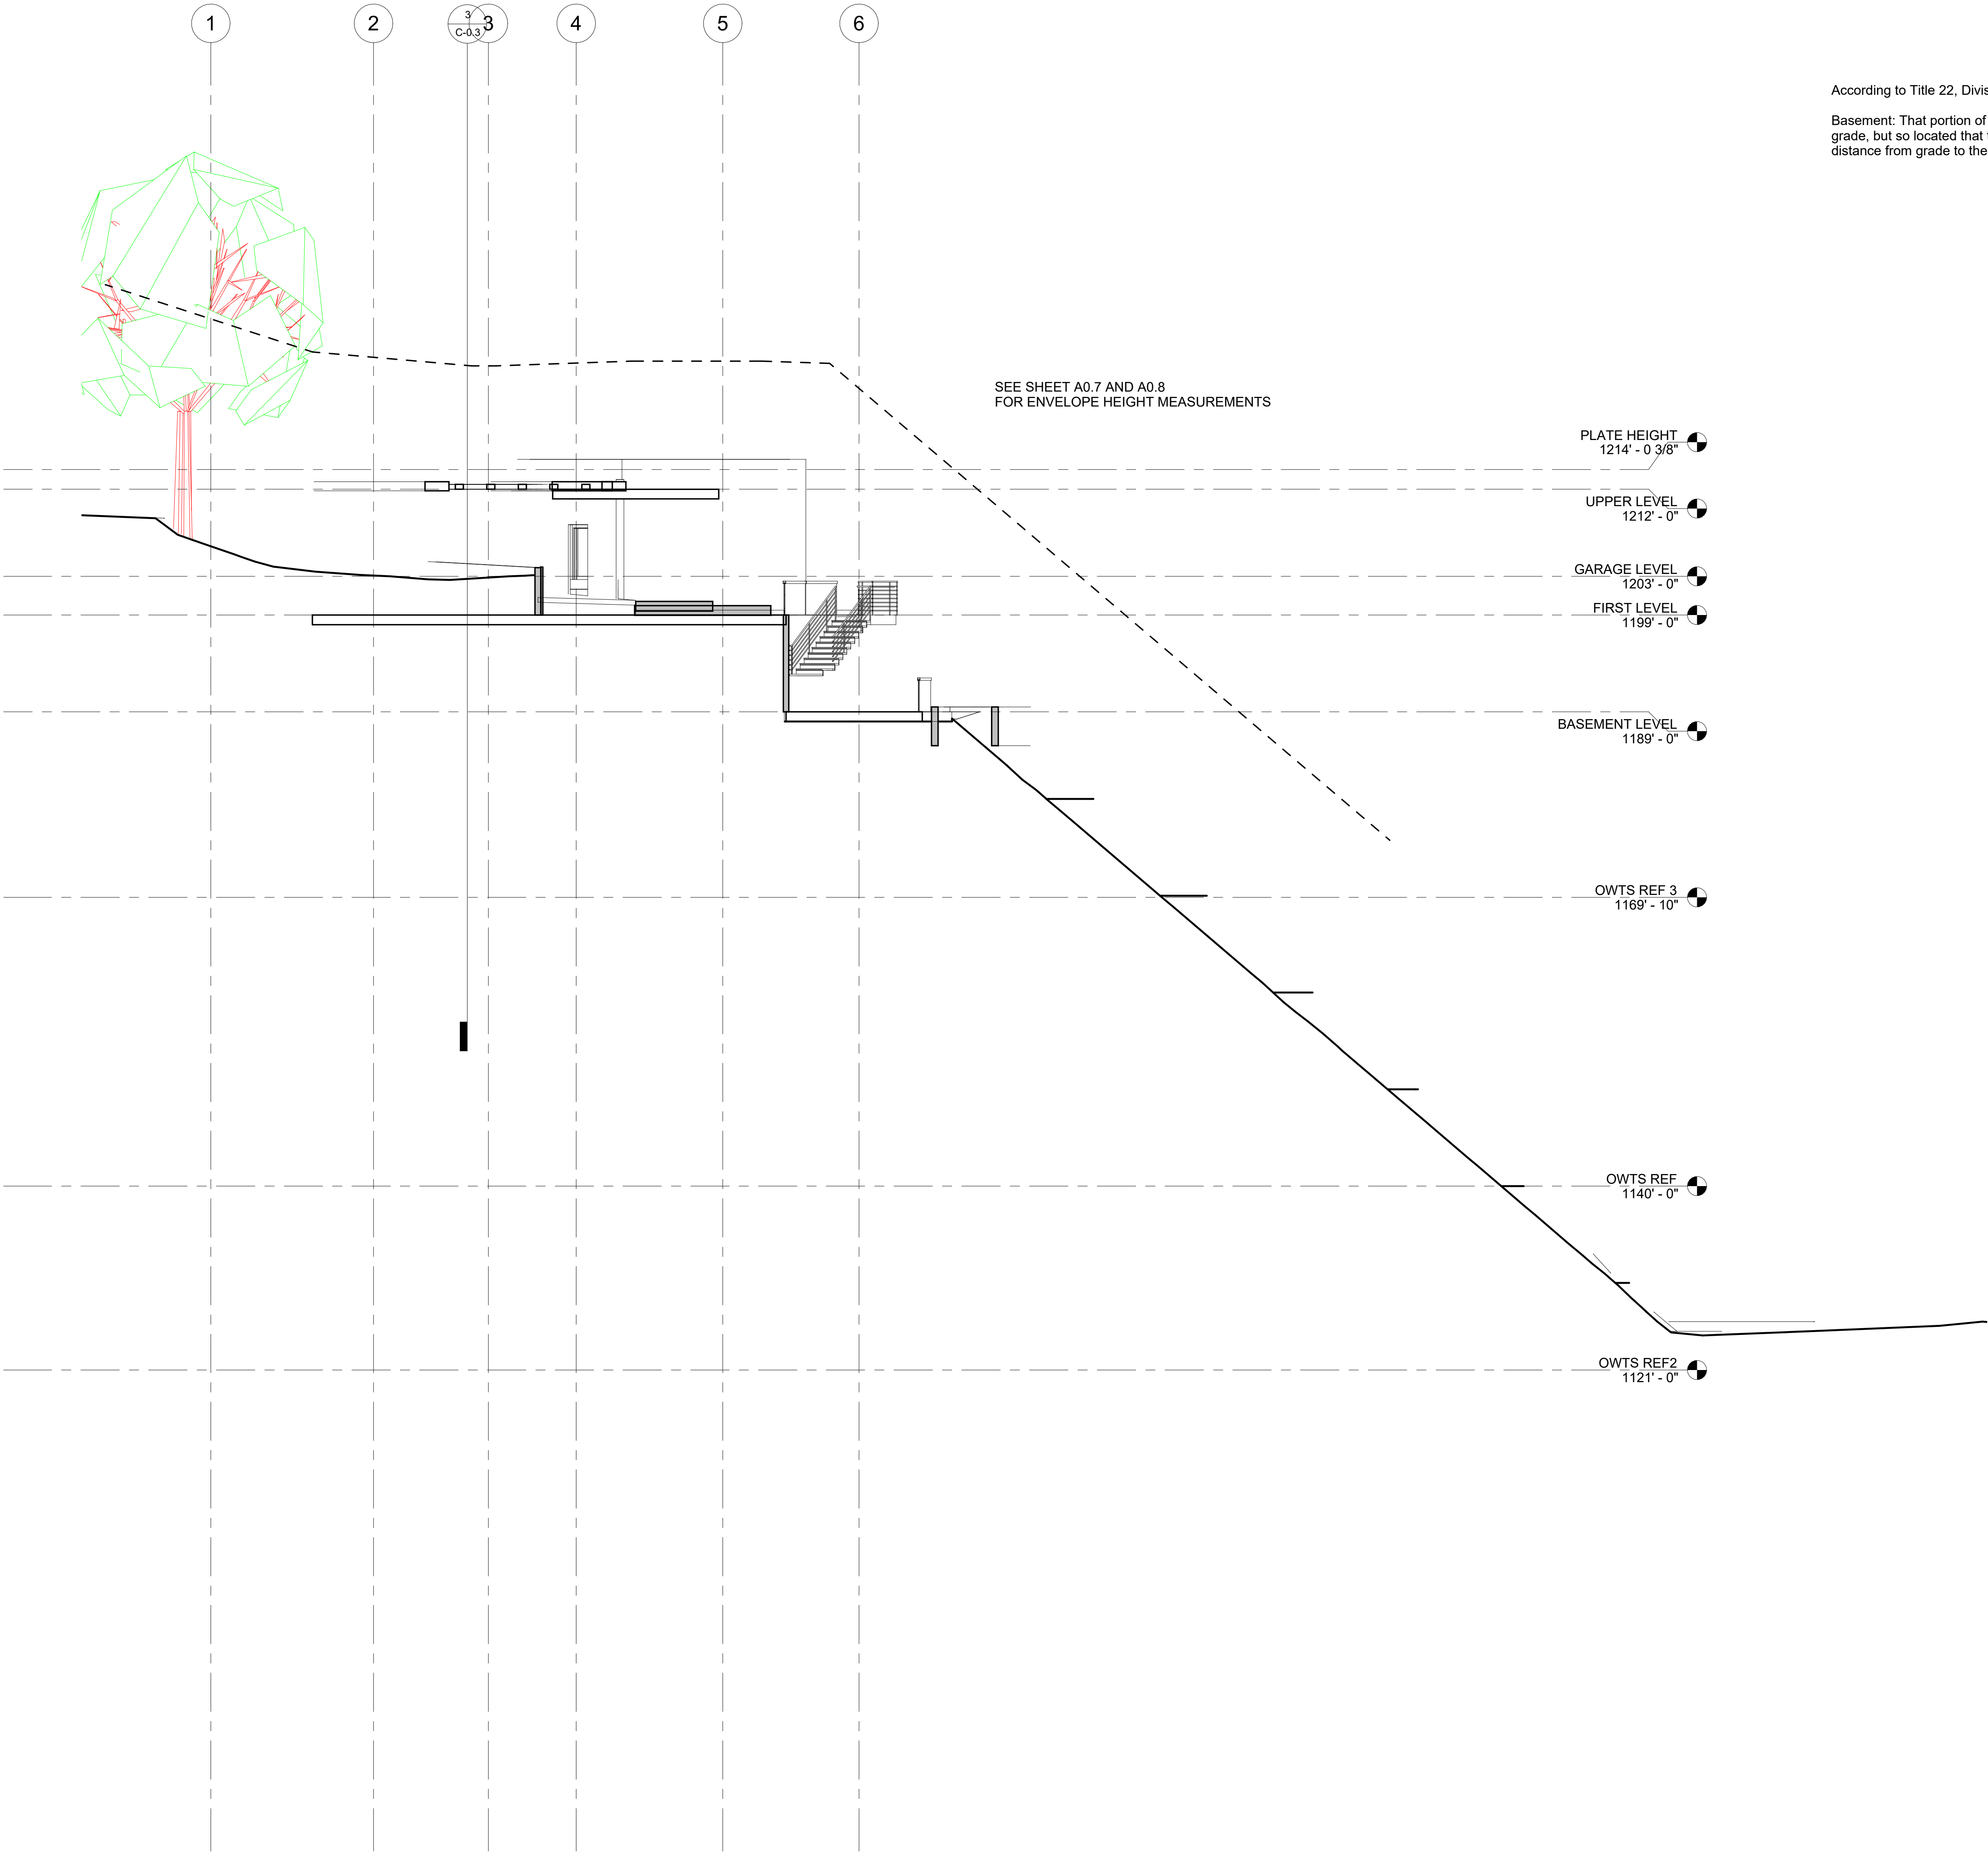 1
2
3
C-0.3
3
4
5
6
According to Title 22, Divis
Basement: That portion of
grade, but so located that
distance from grade to the
SEE SHEET A0.7 AND A0.8
FOR ENVELOPE HEIGHT MEASUREMENTS
PLATE HEIGHT
1214' - 0 3/8"
UPPER LEVEL
1212' - 0"
GARAGE LEVEL
1203' - 0"
FIRST LEVEL
1199' - 0"
BASEMENT LEVEL
1189' - 0"
OWTS REF 3
1169' - 10"
OWTS REF
1140' - 0"
OWTS REF2
1121' - 0"